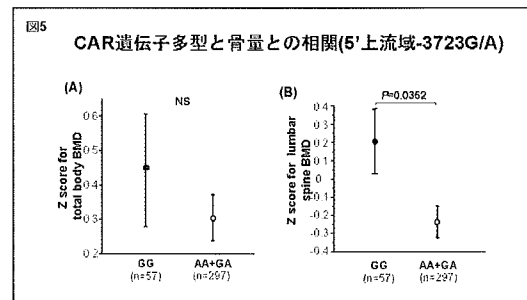 図5
CAR遺伝子多型と骨量との相関(5'上流域-3723G/A)
(A)
NS
Z score for
total body BMD
0.6
0.5
0.4
0.3
0.2
GG
(n=57)
AA+GA
(n=297)
(B)
P=0.0362
Z score for lumbar
spine BMD
0.4
0.3
0.2
0.1
0
-0.1
-0.2
-0.3
-0.4
GG
(n=57)
AA+GA
(n=297)